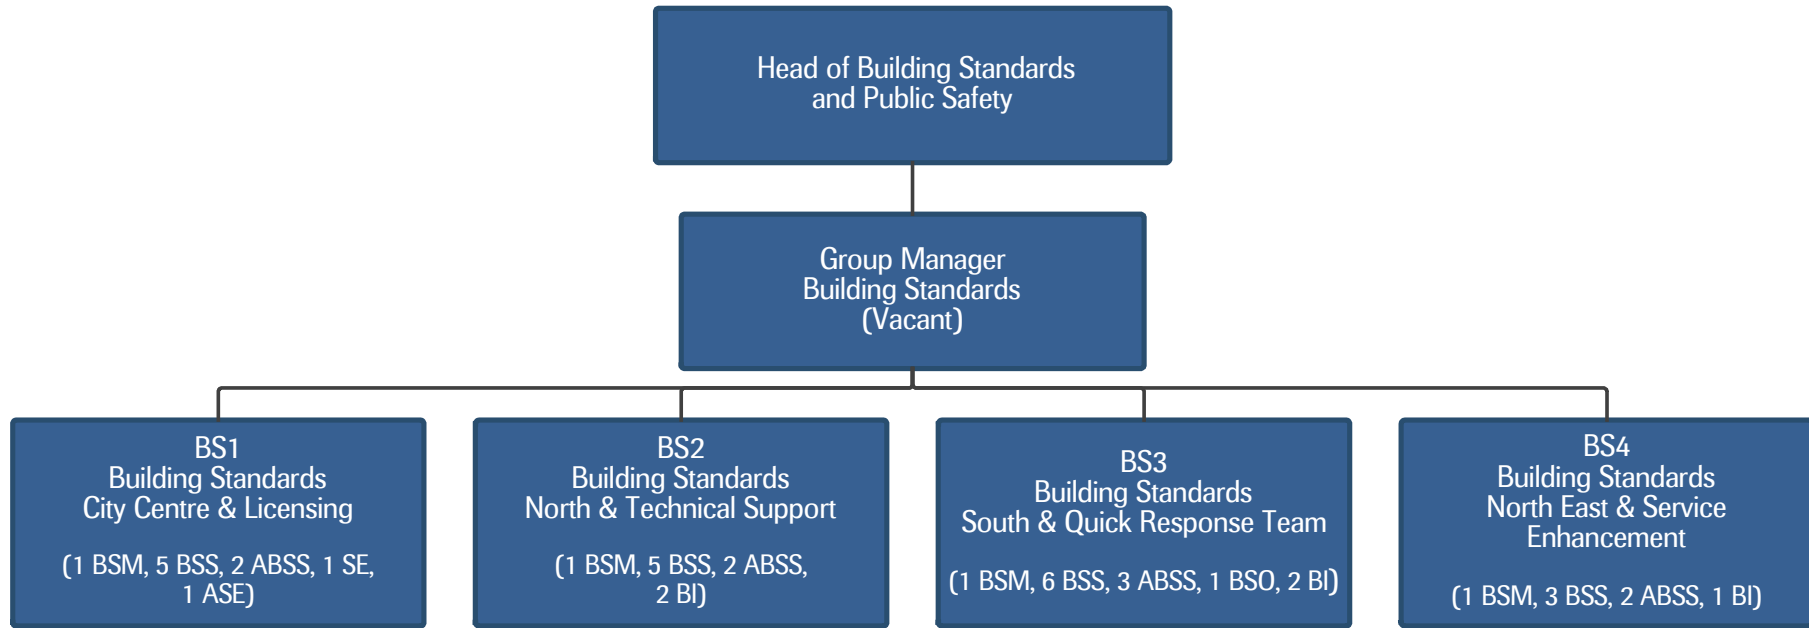 Head of Building Standards
and Public Safety
Group Manager
Building Standards
(Vacant)
BS1
Building Standards
City Centre & Licensing
(1 BSM, 5 BSS, 2 ABSS, 1 SE,
1 ASE)
BS2
Building Standards
North & Technical Support
(1 BSM, 5 BSS, 2 ABSS,
2 BI)
BS3
Building Standards
South & Quick Response Team
(1 BSM, 6 BSS, 3 ABSS, 1 BSO, 2 BI)
BS4
Building Standards
North East & Service
Enhancement
(1 BSM, 3 BSS, 2 ABSS, 1 BI)